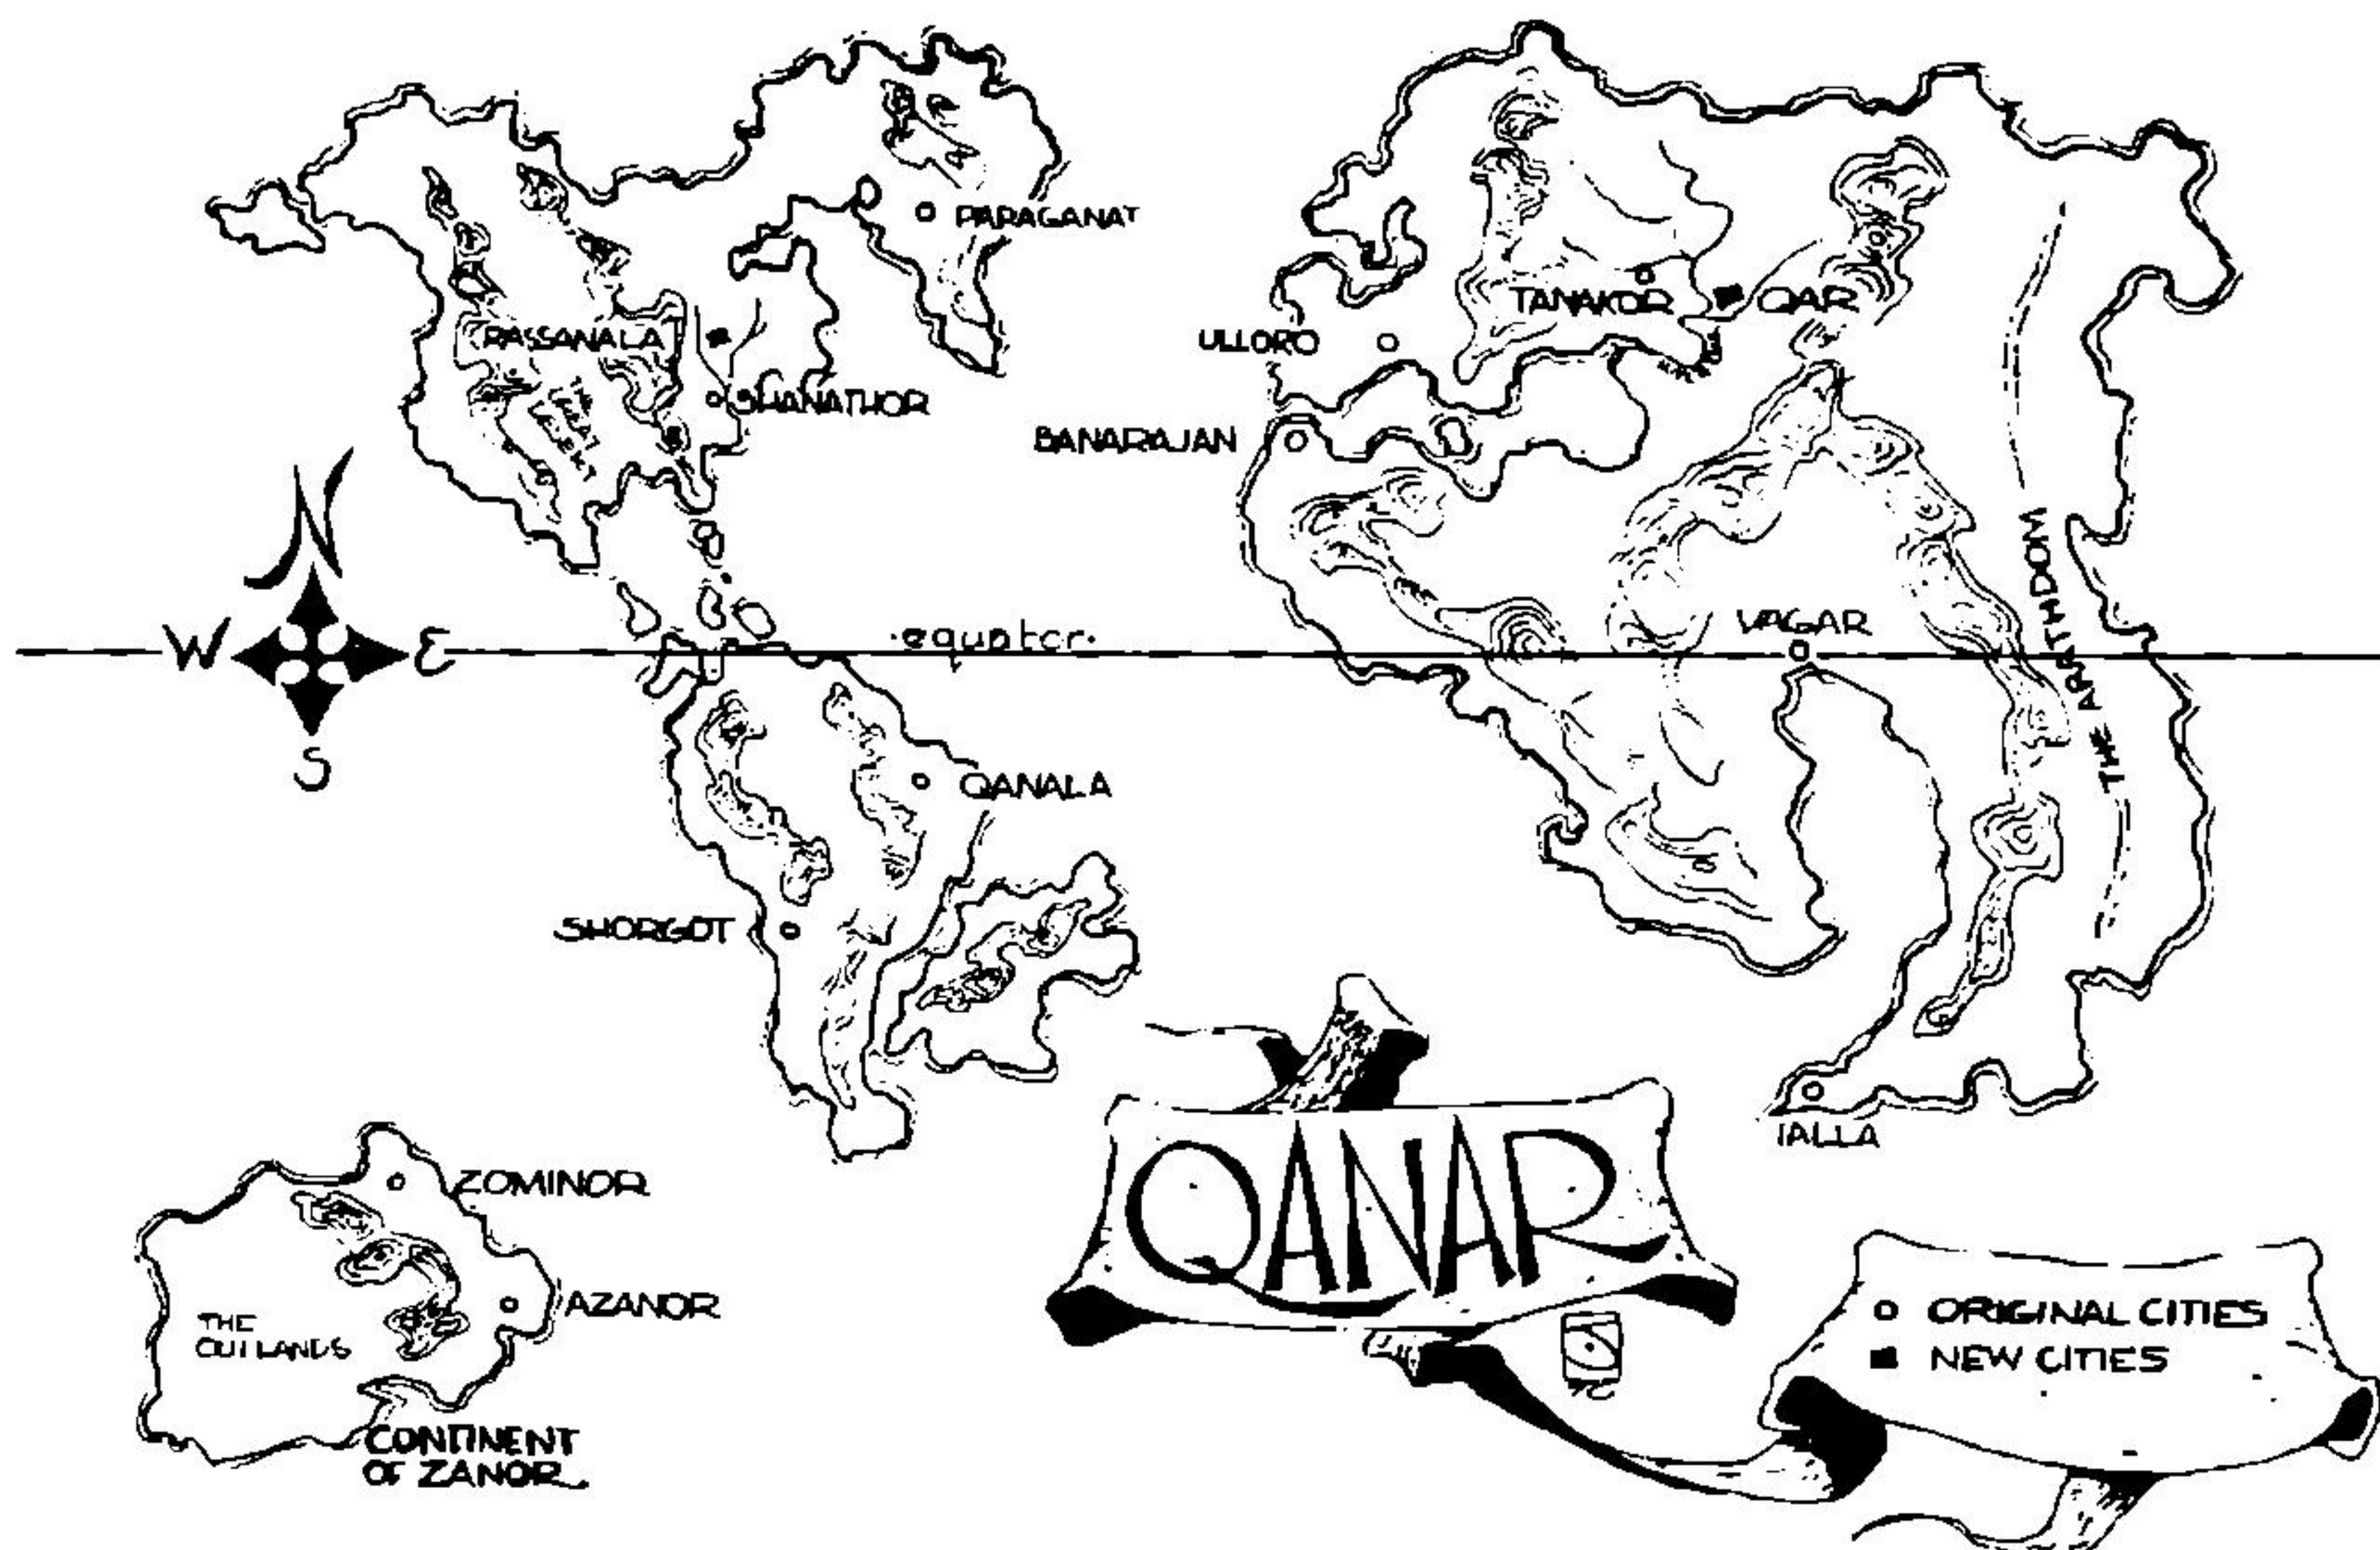 PARAGANAT
TANAKOR
QAR
RASSANALA
ULLORO
SHANATHOR
BANARAJAN
N
THE ARTHDOM
VAGAR
·equator·
W
E
S
QANALA
SHORGOT
IALLA
ZOMINOR
QANAR
AZANOR
THE
OUTLANDS
ORIGINAL CITIES
NEW CITIES
CONTINENT
OF ZANOR